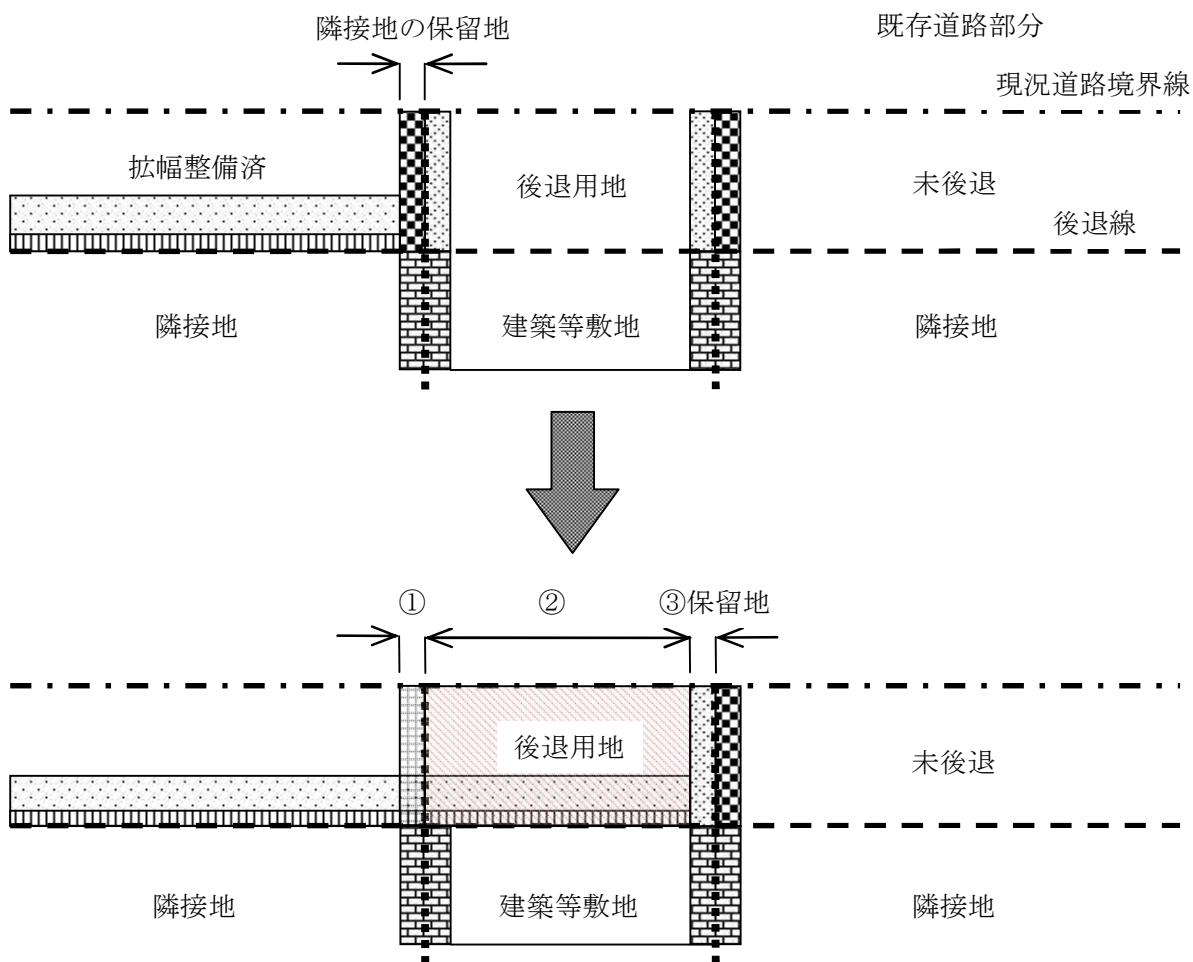 隣接地の保留地
既存道路部分
現況道路境界線
拡幅整備済
後退用地
未後退
後退線
隣接地
建築等敷地
隣接地
①
②
③保留地
後退用地
未後退
隣接地
建築等敷地
隣接地